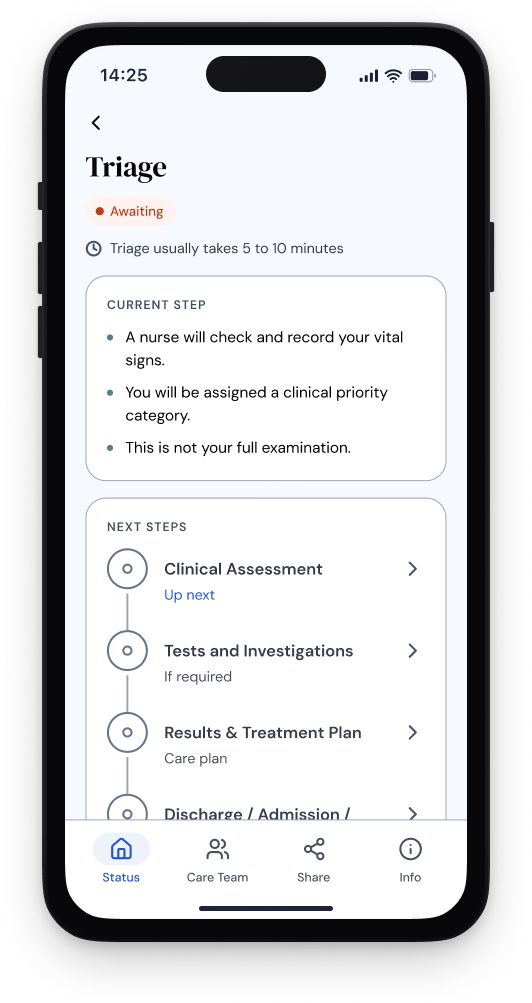 14:25
Triage
Awaiting
Triage usually takes 5 to 10 minutes
CURRENT STEP
A nurse will check and record your vital
signs.
You will be assigned a clinical priority
category.
This is not your full examination.
NEXT STEPS
Clinical Assessment
Up next
Tests and Investigations
If required
Results & Treatment Plan
Care plan
Discharge / Admission /
Status
Care Team
Share
Info